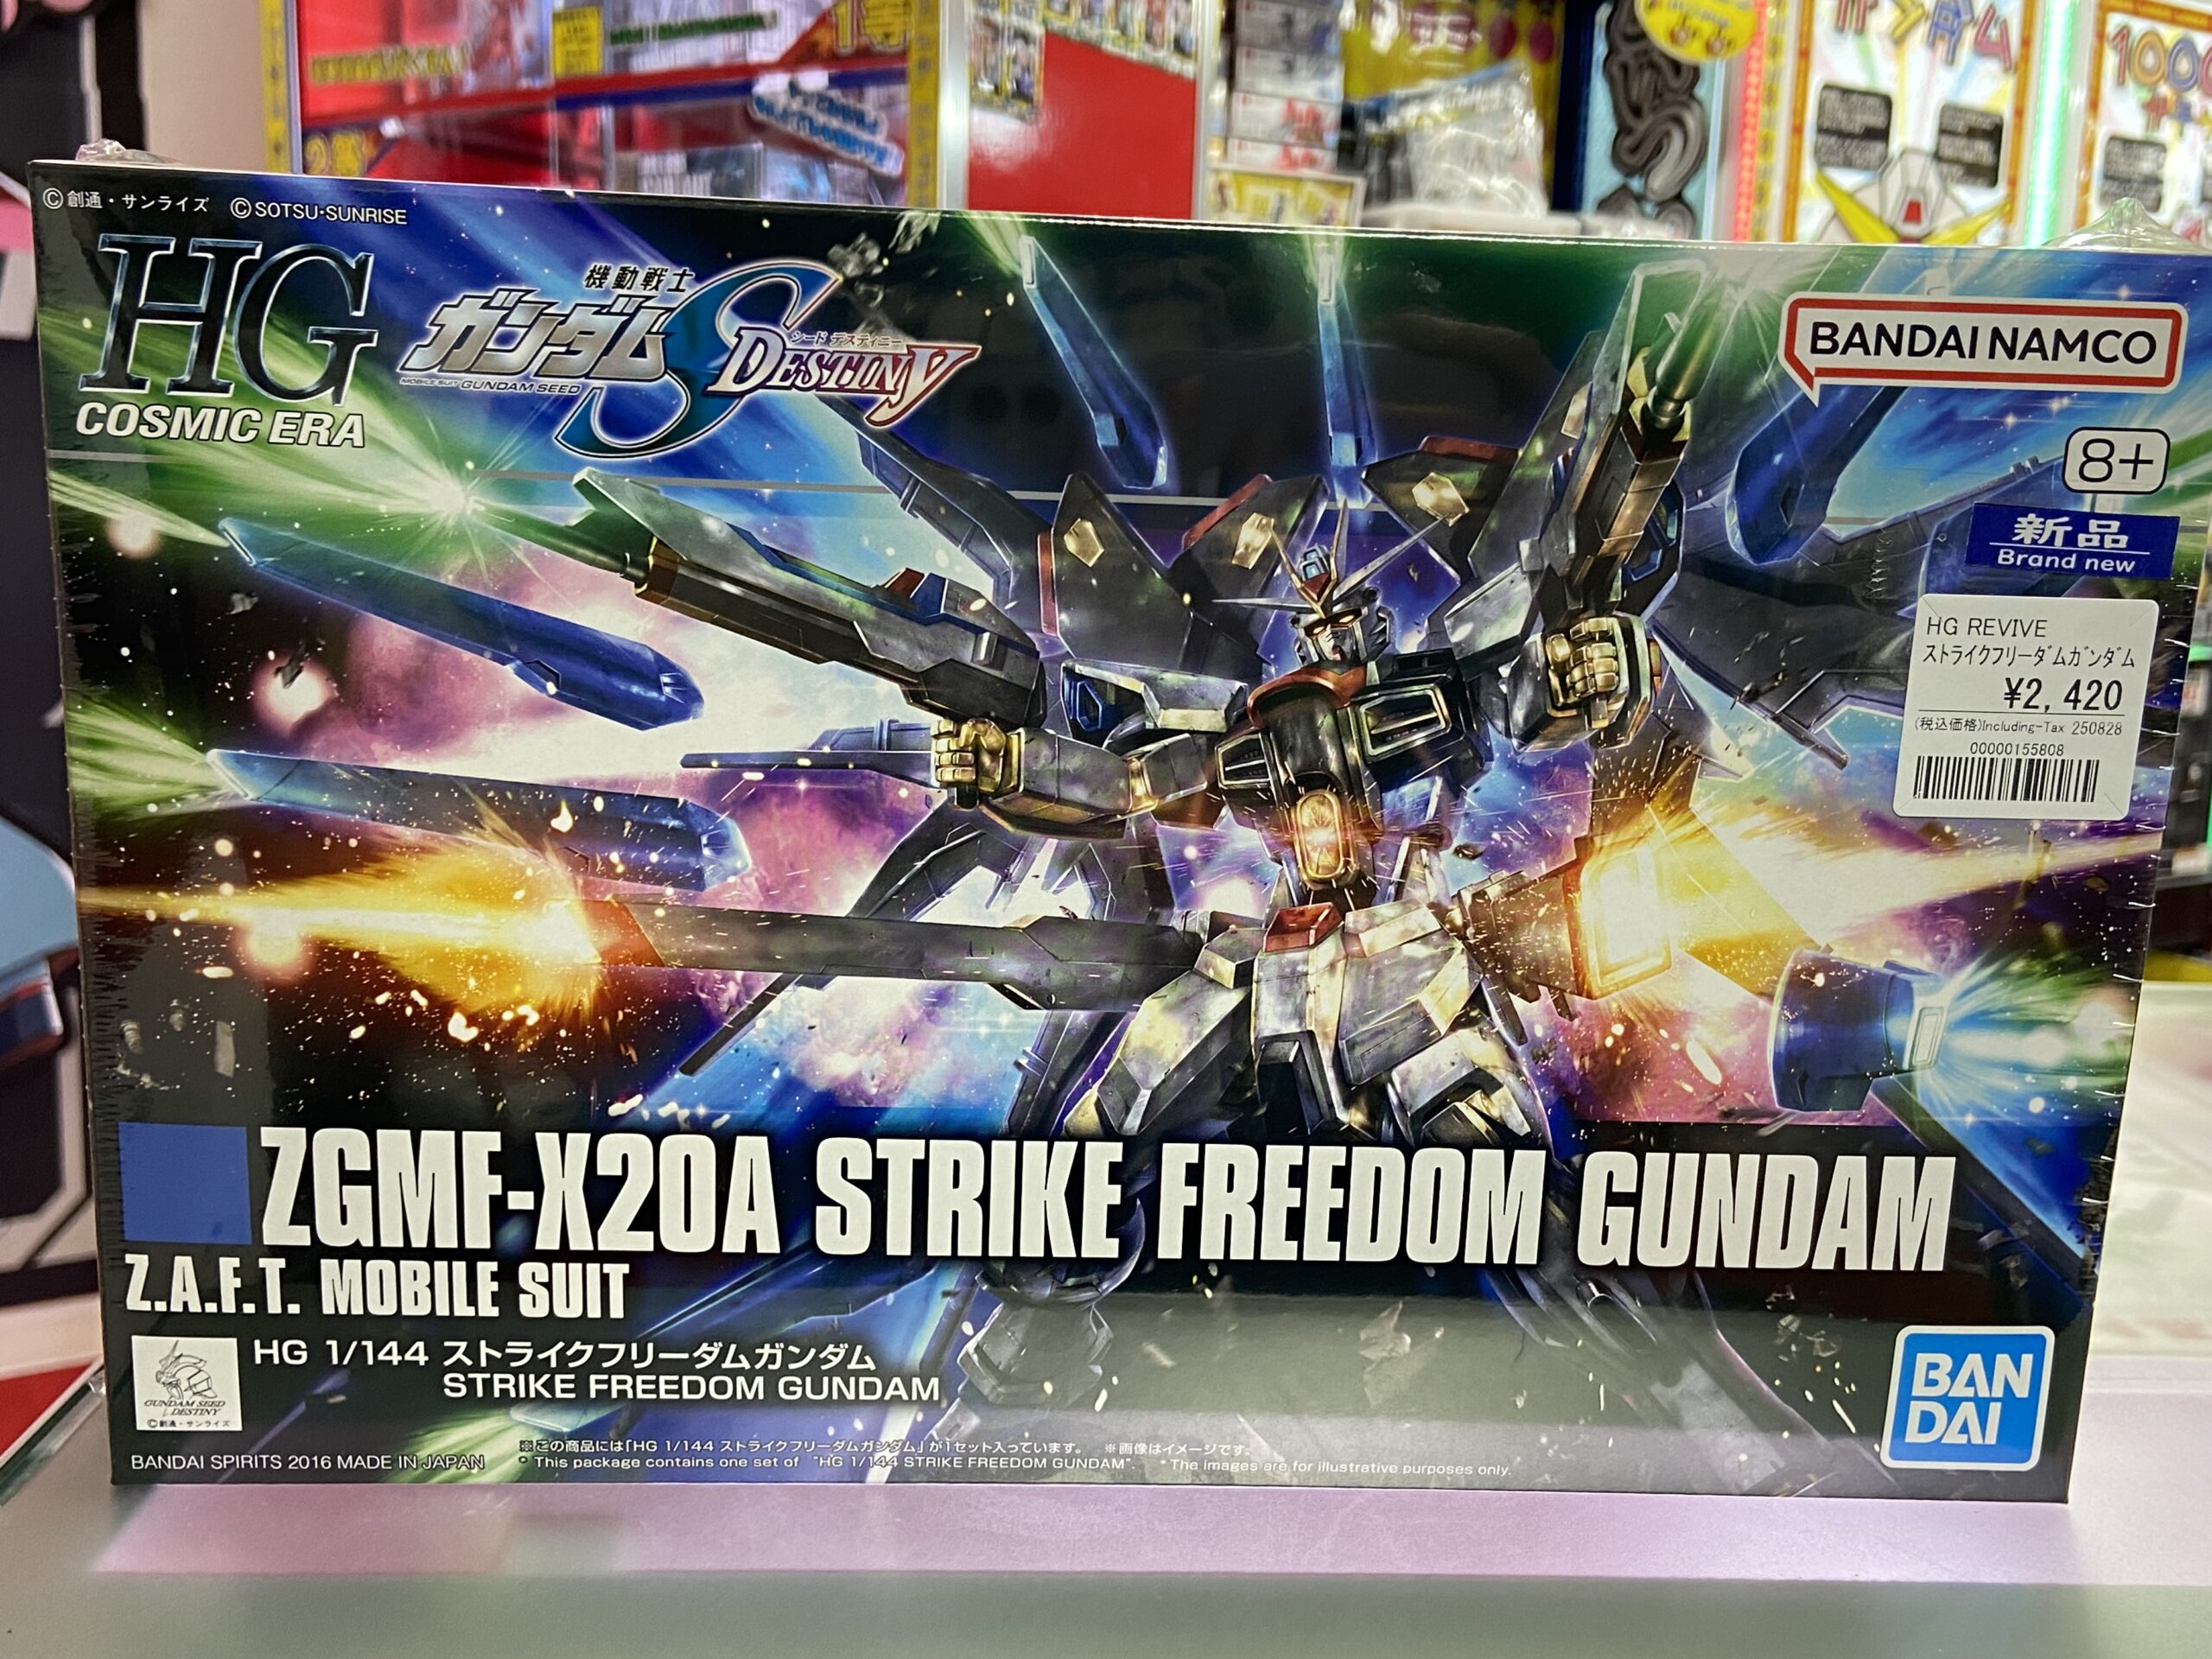 ©創通・サンライズ ©SOTSU・SUNRISE
HG
COSMIC ERA
機動戦士
ガンダムS
シード デスティニー
DESTINY
MOBILE SUIT GUNDAM SEED
BANDAI NAMCO
8+
新品
Brand new
HG REVIVE
ストライクフリーダムガンダム
¥2,420
(税込価格)Including-Tax 250828
00000155808
ZGMF-X20A STRIKE FREEDOM GUNDAM
Z.A.F.T. MOBILE SUIT
HG 1/144 ストライクフリーダムガンダム
STRIKE FREEDOM GUNDAM
GUNDAM SEED
DESTINY
©創通・サンライズ
BAN
DAI
BANDAI SPIRITS 2016 MADE IN JAPAN
※この商品には「HG 1/144 ストライクフリーダムガンダム」が1セット入っています。 ※画像はイメージです。
* This package contains one set of "HG 1/144 STRIKE FREEDOM GUNDAM". * The images are for illustrative purposes only.
1等
ガンダム